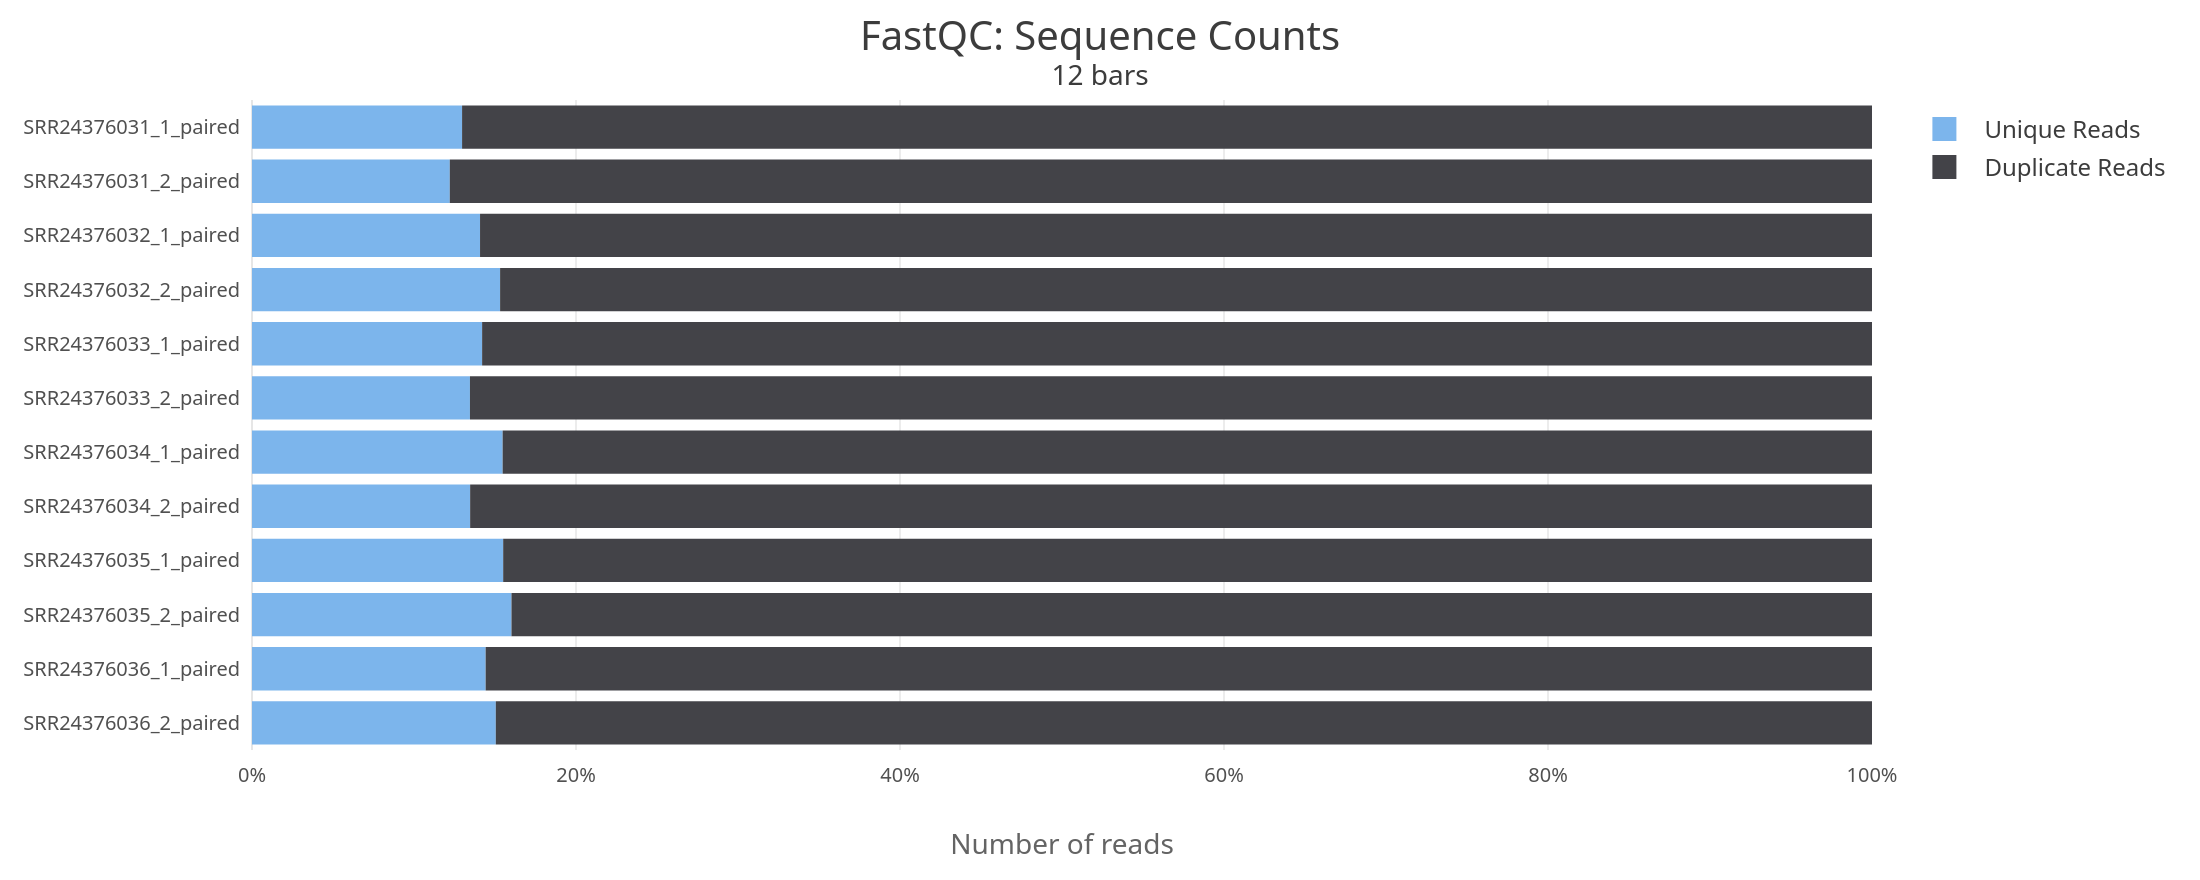 FastQC: Sequence Counts
12 bars
SRR24376031_1_paired
SRR24376031_2_paired
SRR24376032_1_paired
SRR24376032_2_paired
SRR24376033_1_paired
SRR24376033_2_paired
SRR24376034_1_paired
SRR24376034_2_paired
SRR24376035_1_paired
SRR24376035_2_paired
SRR24376036_1_paired
SRR24376036_2_paired
0% 20% 40% 60% 80% 100%
Number of reads
Unique Reads
Duplicate Reads